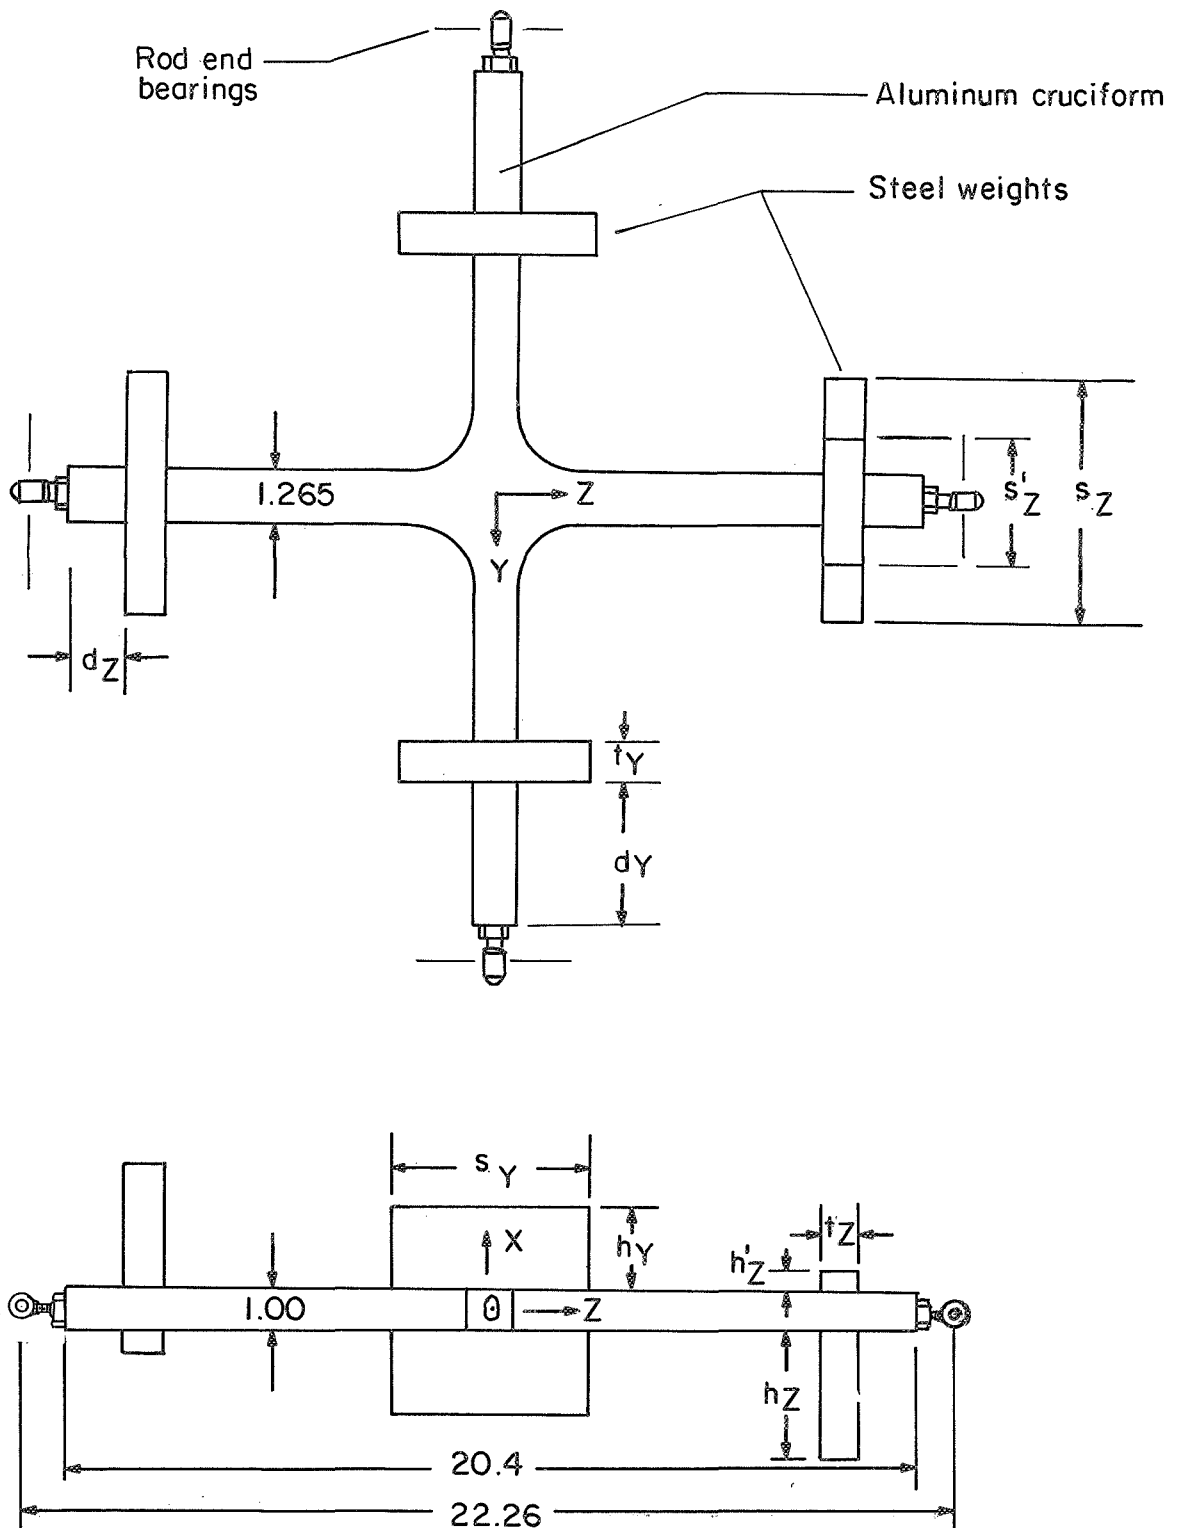 Rod end
bearings
Aluminum cruciform
Steel weights
1.265
Z
Y
s'Z
sZ
dZ
tY
dY
sY
X
hY
tZ
h'Z
1.00
Z
hZ
20.4
22.26